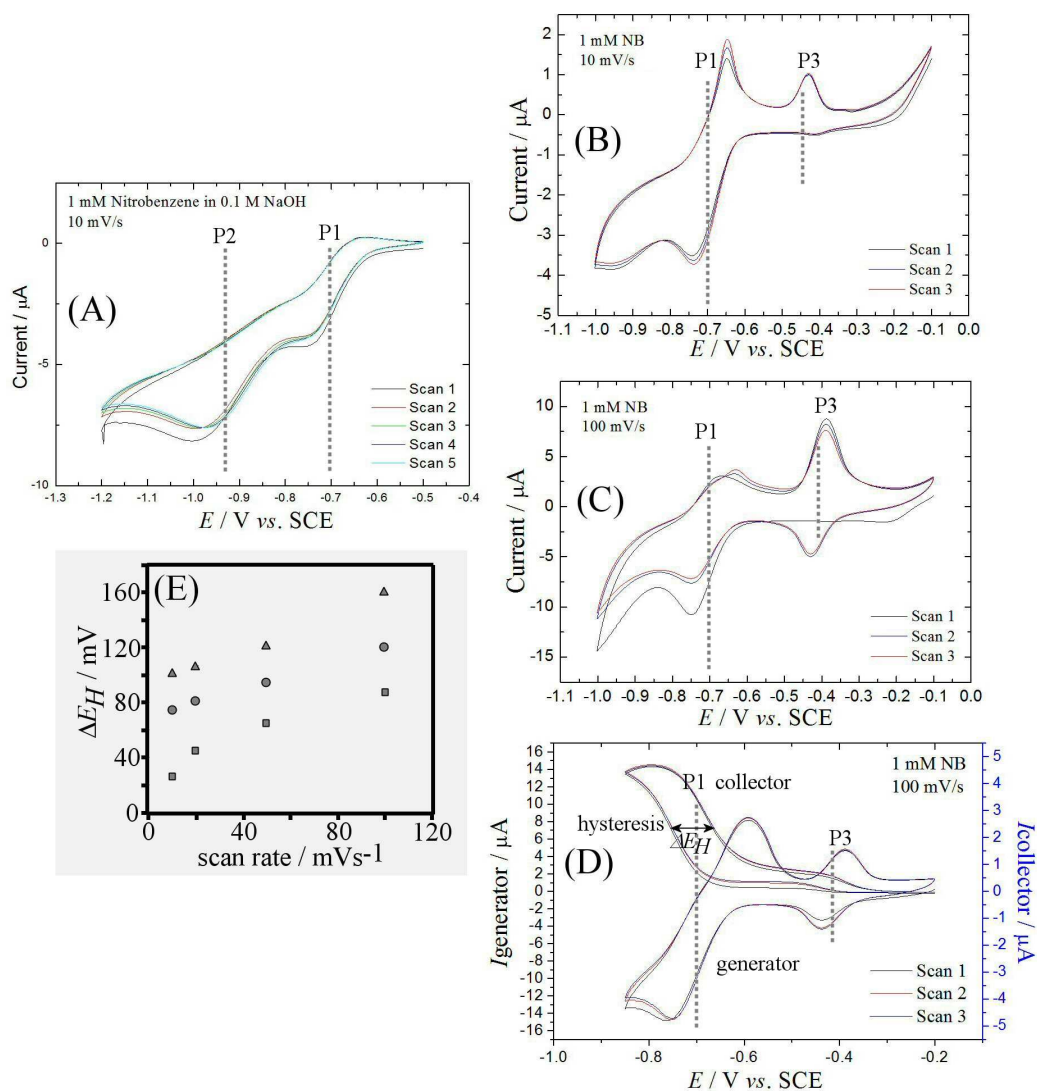 1 mM NB
10 mV/s
P1
P3
(B)
2
1
0
-1
-2
-3
-4
-5
Current / µA
Scan 1
Scan 2
Scan 3
-1.1 -1.0 -0.9 -0.8 -0.7 -0.6 -0.5 -0.4 -0.3 -0.2 -0.1 0.0
E / V vs. SCE
1 mM Nitrobenzene in 0.1 M NaOH
10 mV/s
P2
P1
(A)
0
-5
-10
Current / µA
Scan 1
Scan 2
Scan 3
Scan 4
Scan 5
-1.3 -1.2 -1.1 -1.0 -0.9 -0.8 -0.7 -0.6 -0.5 -0.4
E / V vs. SCE
1 mM NB
100 mV/s
P1
P3
(C)
10
5
0
-5
-10
-15
Current / µA
Scan 1
Scan 2
Scan 3
-1.1 -1.0 -0.9 -0.8 -0.7 -0.6 -0.5 -0.4 -0.3 -0.2 -0.1 0.0
E / V vs. SCE
(E)
160
120
80
40
0
ΔEH / mV
0 40 80 120
scan rate / mVs-1
1 mM NB
100 mV/s
P1 collector
hysteresis
ΔEH
P3
(D)
generator
16
14
12
10
8
6
4
2
0
-2
-4
-6
-8
-10
-12
-14
-16
Igenerator / µA
5
4
3
2
1
0
-1
-2
-3
-4
-5
Icollector / µA
Scan 1
Scan 2
Scan 3
-1.0 -0.8 -0.6 -0.4 -0.2
E / V vs. SCE